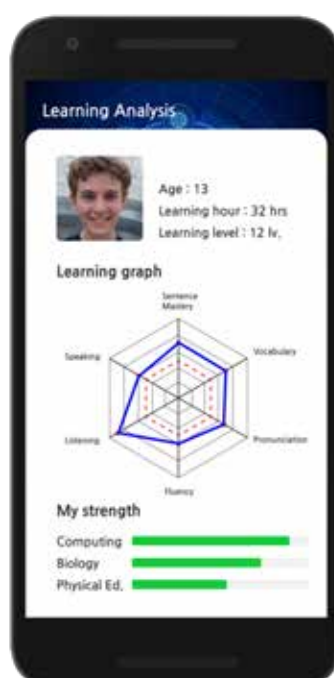 Learning Analysis
Age : 13
Learning hour : 32 hrs
Learning level : 12 lv.
Learning graph
Sentence
Mastery
Speaking
Vocabulary
Listening
Pronunciation
Fluency
My strength
Computing
Biology
Physical Ed.